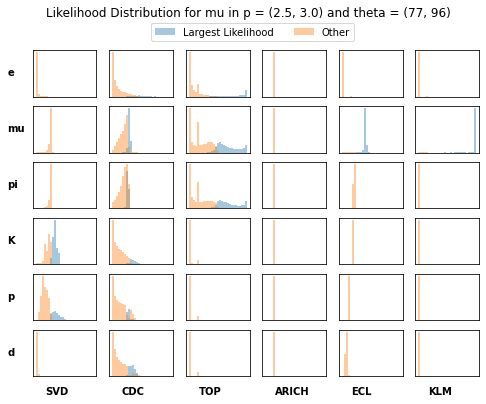 Likelihood Distribution for mu in p = (2.5, 3.0) and theta = (77, 96)
Largest Likelihood Other
e
mu
pi
K
p
d
SVD CDC TOP ARICH ECL KLM